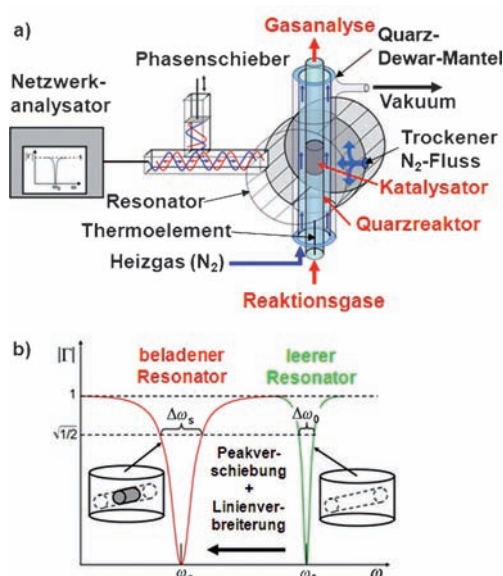 a)
Gasanalyse
Phasenschieber
Quarz-
Dewar-Mantel
Netzwerk-
analysator
Vakuum
Trockener
N₂-Fluss
Resonator
Katalysator
Thermoelement
Quarzreaktor
Heizgas (N₂)
Reaktionsgase
b)
|Γ|
beladener
Resonator
leerer
Resonator
1
Δωₛ
Δω₀
√1/2
Peakver-
schiebung
+
Linienver-
breiterung
ω